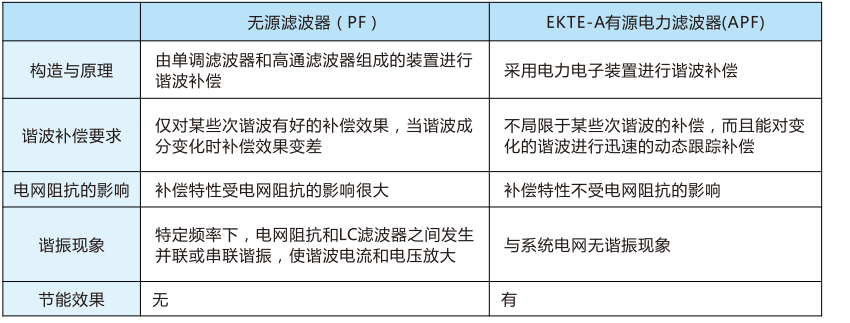 无源滤波器（PF）
EKTE-A有源电力滤波器(APF)
构造与原理
由单调滤波器和高通滤波器组成的装置进行
谐波补偿
采用电力电子装置进行谐波补偿
谐波补偿要求
仅对某些次谐波有好的补偿效果，当谐波成
分变化时补偿效果变差
不局限于某些次谐波的补偿，而且能对变
化的谐波进行迅速的动态跟踪补偿
电网阻抗的影响
补偿特性受电网阻抗的影响很大
补偿特性不受电网阻抗的影响
谐振现象
特定频率下，电网阻抗和LC滤波器之间发生
并联或串联谐振，使谐波电流和电压放大
与系统电网无谐振现象
节能效果
无
有